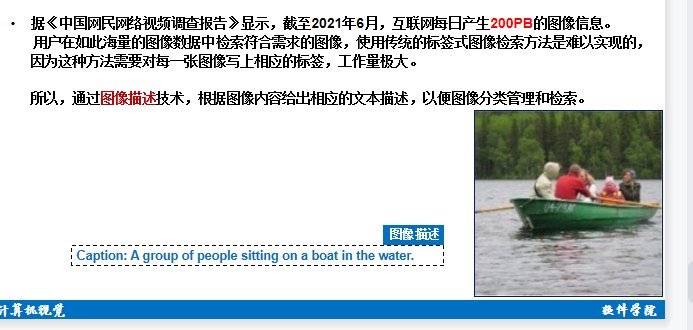 • 据《中国网民网络视频调查报告》显示，截至2021年6月，互联网每日产生200PB的图像信息。
用户在如此海量的图像数据中检索符合需求的图像，使用传统的标签式图像检索方法是难以实现的，
因为这种方法需要对每一张图像写上相应的标签，工作量极大。
所以，通过图像描述技术，根据图像内容给出相应的文本描述，以便图像分类管理和检索。
图像描述
Caption: A group of people sitting on a boat in the water.
计算机视觉
软件学院